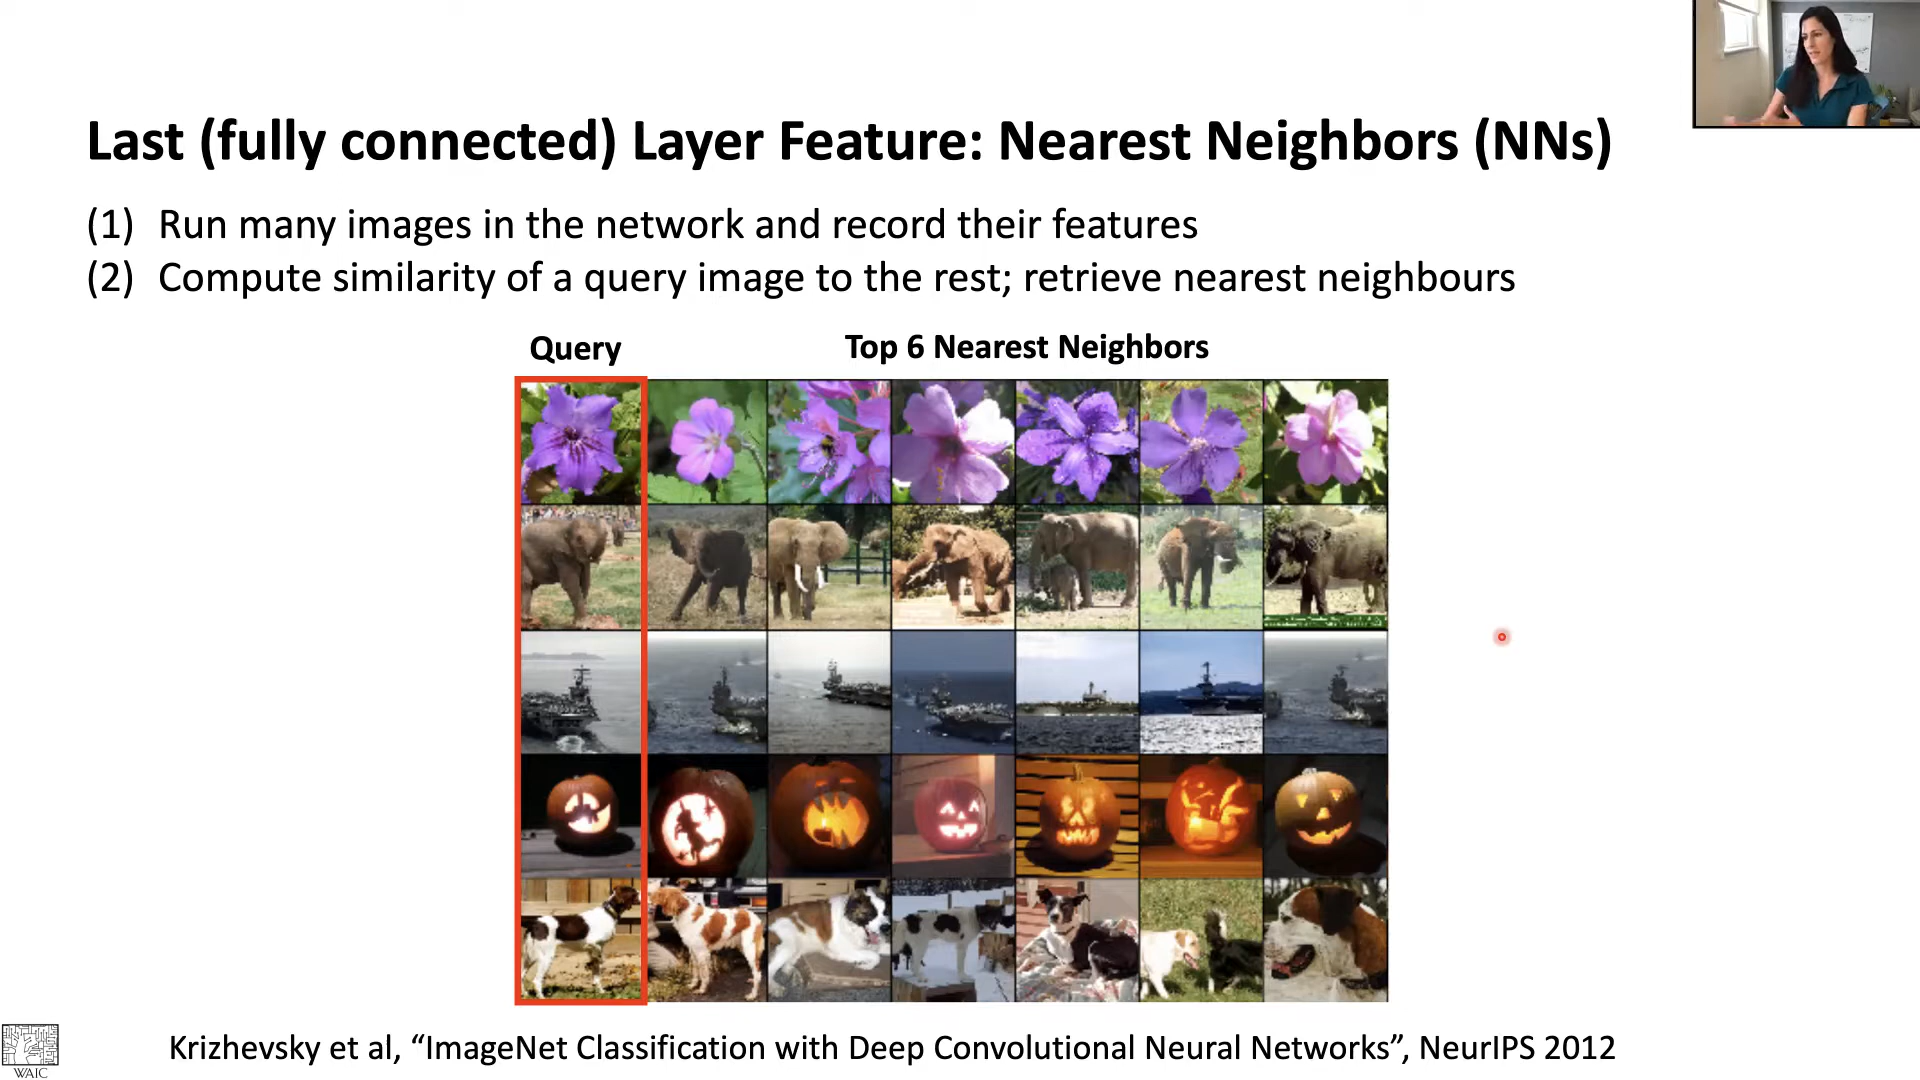 Last (fully connected) Layer Feature: Nearest Neighbors (NNs)
(1) Run many images in the network and record their features
(2) Compute similarity of a query image to the rest; retrieve nearest neighbours
Query
Top 6 Nearest Neighbors
Krizhevsky et al, “ImageNet Classification with Deep Convolutional Neural Networks”, NeurIPS 2012
WAIC